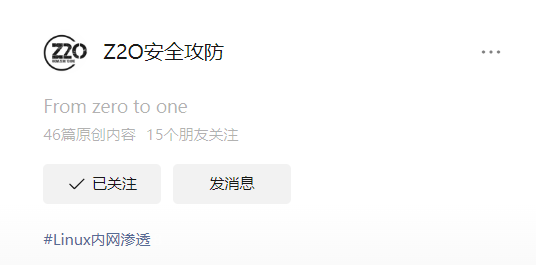 Z2O
Z2O安全攻防
From zero to one
46篇原创内容 15个朋友关注
已关注
发消息
#Linux内网渗透